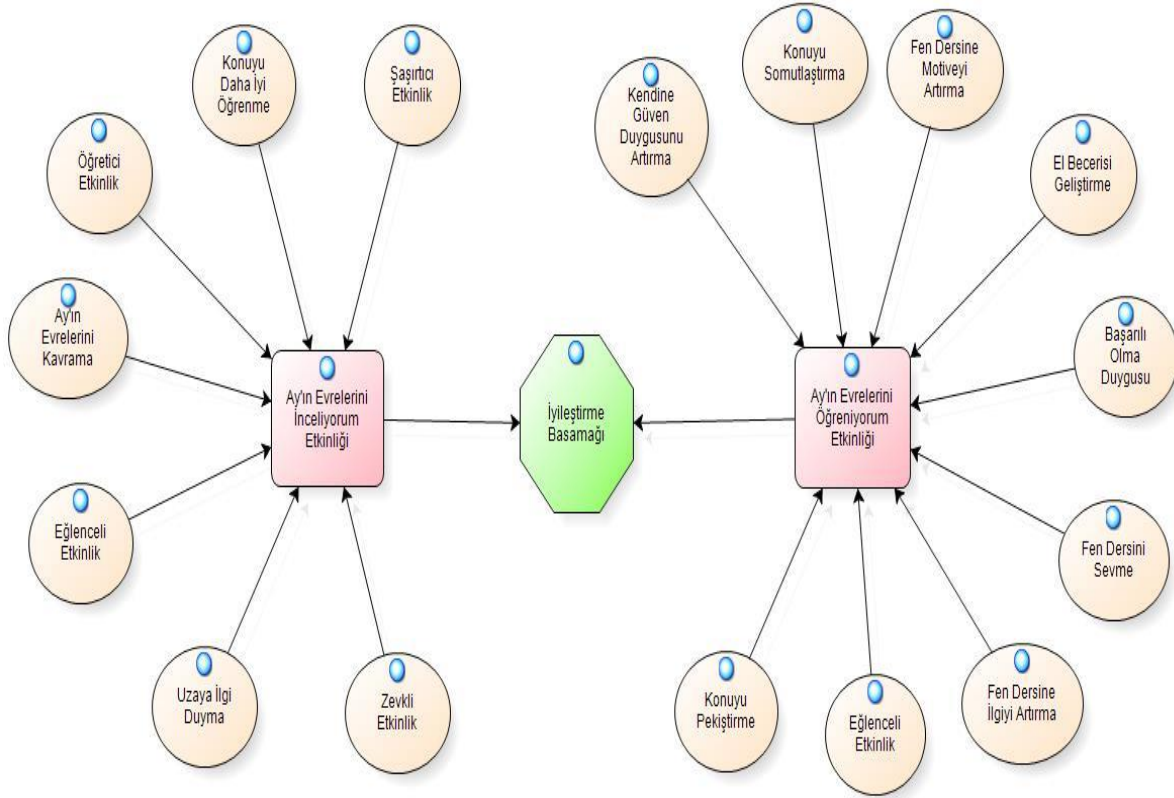 Konuyu
Daha İyi
Öğrenme
Şaşırtıcı
Etkinlik
Öğretici
Etkinlik
Ay'ın
Evrelerini
Kavrama
Eğlenceli
Etkinlik
Uzaya İlgi
Duyma
Zevkli
Etkinlik
Ay'ın Evrelerini
İnceliyorum
Etkinliği
İyileştirme
Basamağı
Ay'ın Evrelerini
Öğreniyorum
Etkinliği
Kendine
Güven
Duygusunu
Artırma
Konuyu
Somutlaştırma
Fen Dersine
Motiveyi
Artırma
El Becerisi
Geliştirme
Başarılı
Olma
Duygusu
Fen Dersini
Sevme
Fen Dersine
İlgiyi Artırma
Eğlenceli
Etkinlik
Konuyu
Pekiştirme